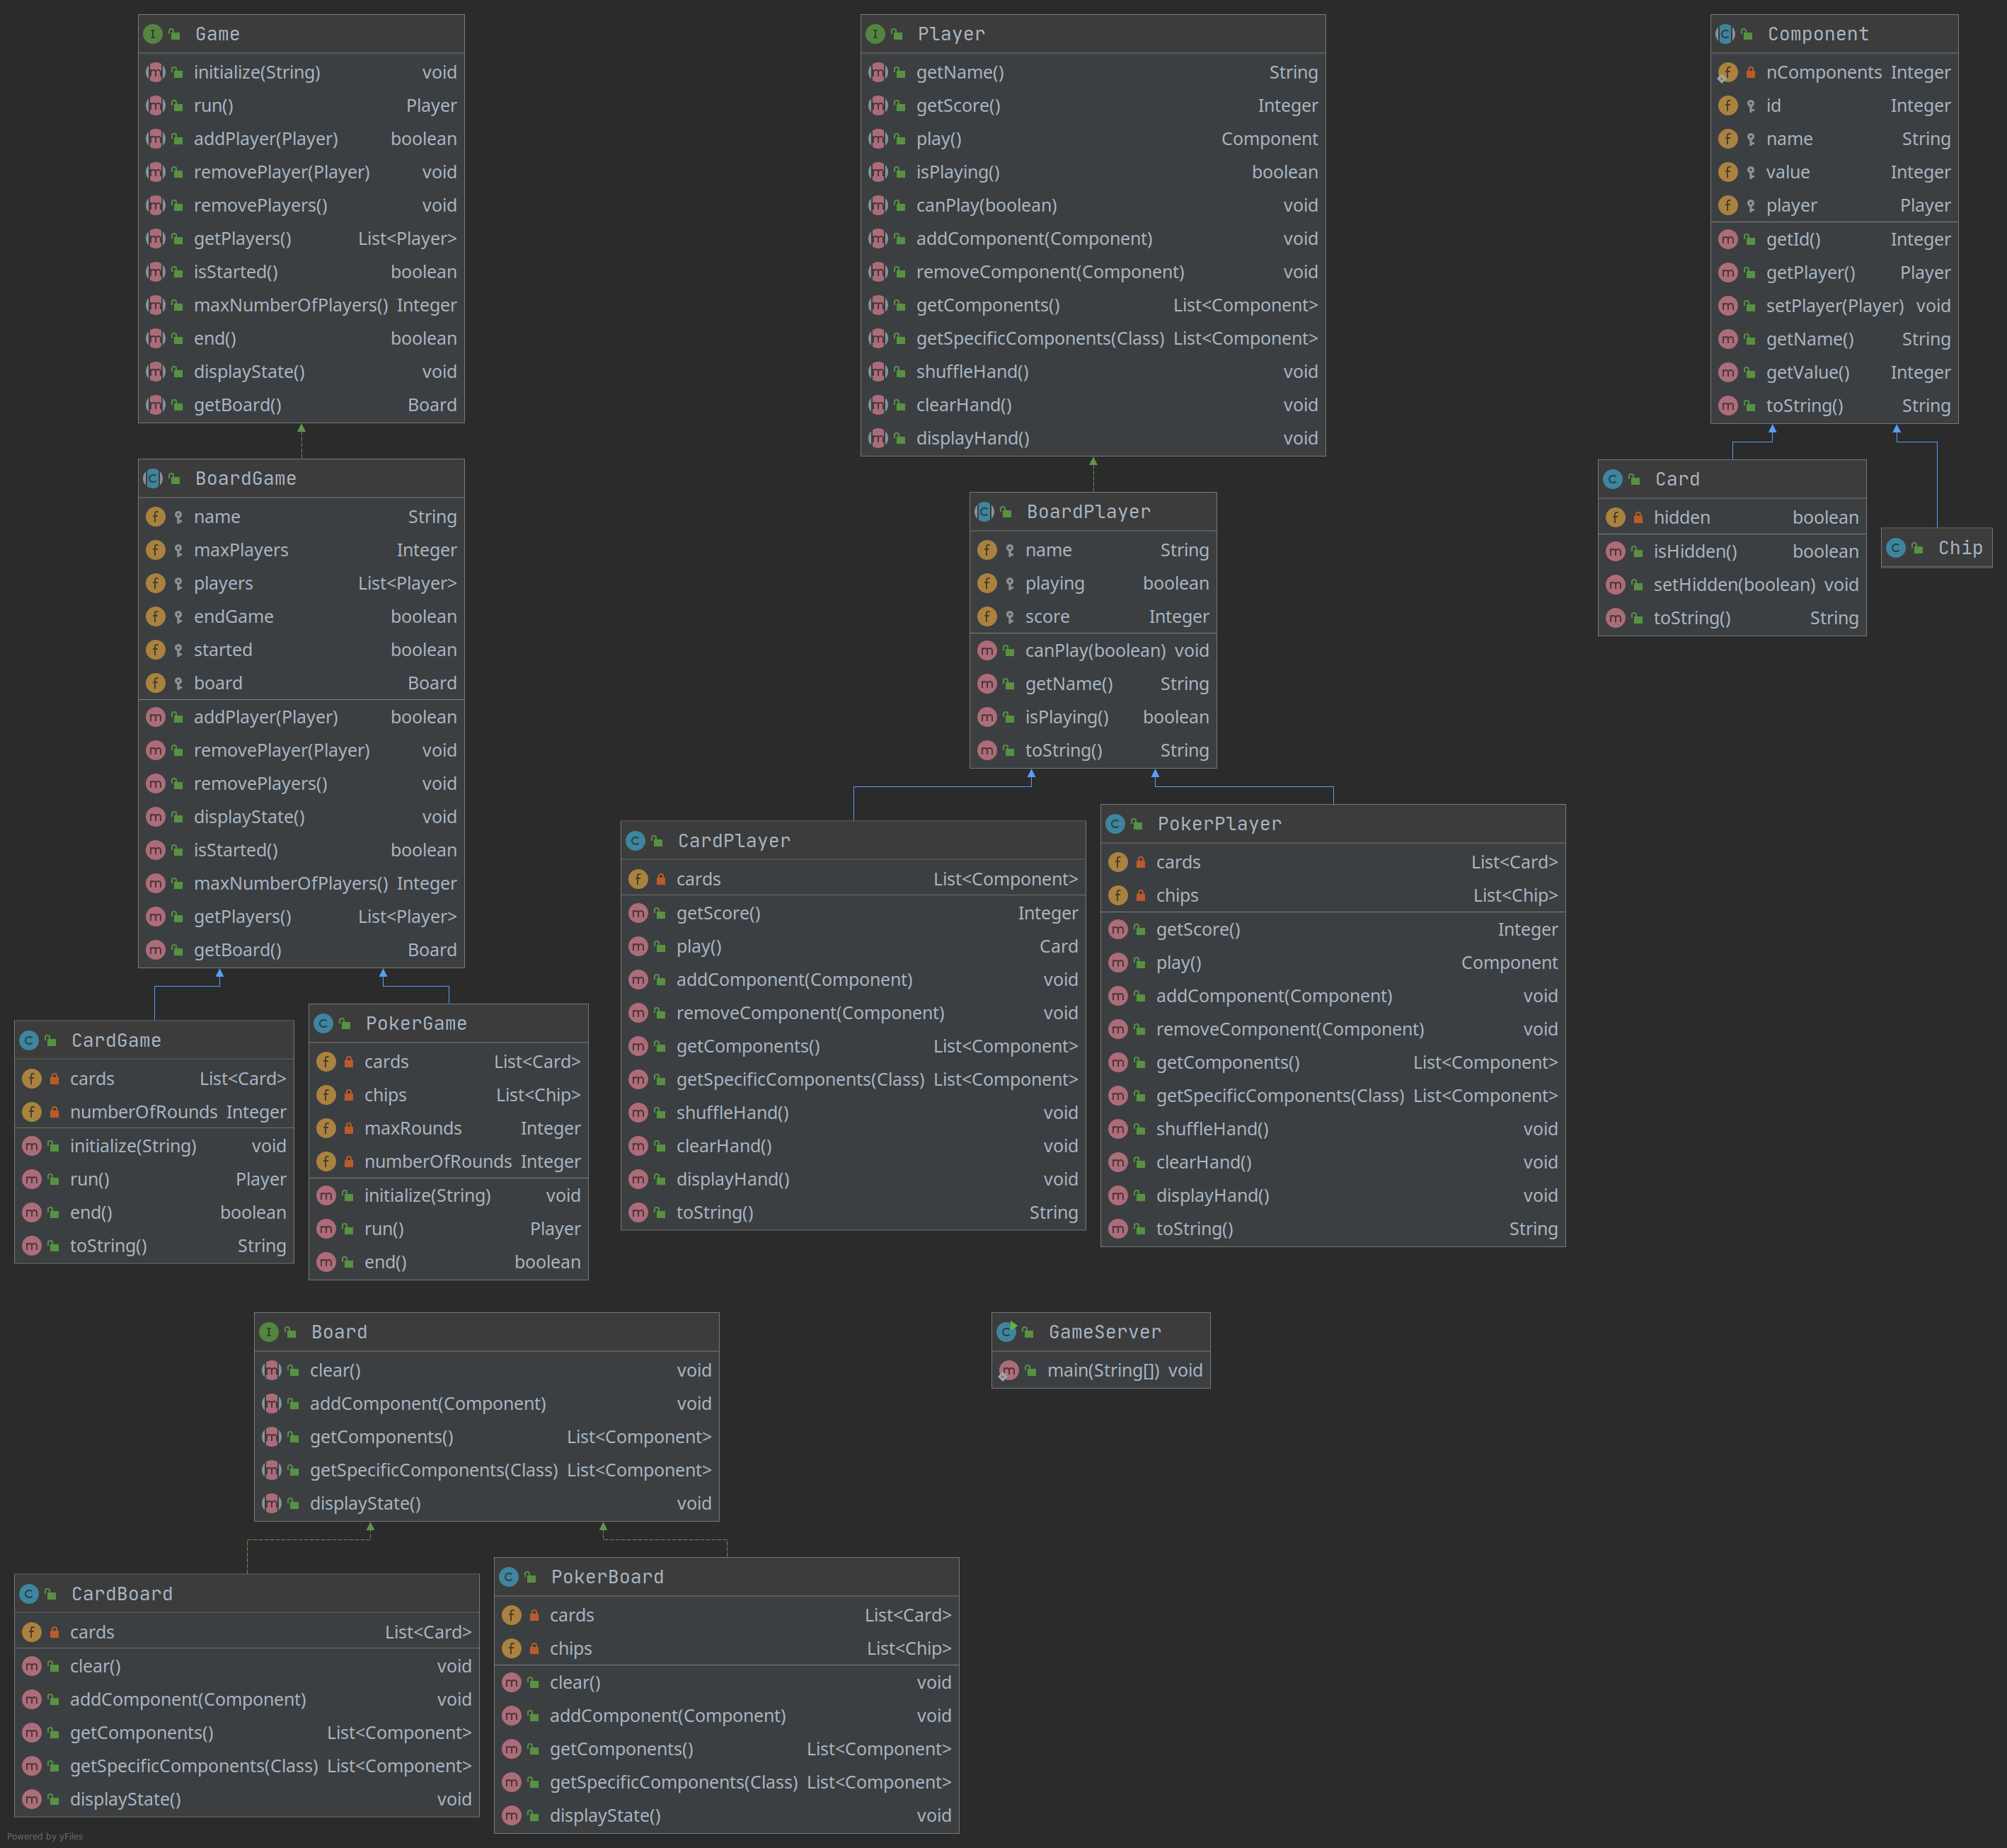 Game
initialize(String) void
run() Player
addPlayer(Player) boolean
removePlayer(Player) void
removePlayers() void
getPlayers() List<Player>
isStarted() boolean
maxNumberOfPlayers() Integer
end() boolean
displayState() void
getBoard() Board
BoardGame
name String
maxPlayers Integer
players List<Player>
endGame boolean
started boolean
board Board
addPlayer(Player) boolean
removePlayer(Player) void
removePlayers() void
displayState() void
isStarted() boolean
maxNumberOfPlayers() Integer
getPlayers() List<Player>
getBoard() Board
CardGame
cards List<Card>
numberOfRounds Integer
initialize(String) void
run() Player
end() boolean
toString() String
PokerGame
cards List<Card>
chips List<Chip>
maxRounds Integer
numberOfRounds Integer
initialize(String) void
run() Player
end() boolean
Player
getName() String
getScore() Integer
play() Component
isPlaying() boolean
canPlay(boolean) void
addComponent(Component) void
removeComponent(Component) void
getComponents() List<Component>
getSpecificComponents(Class) List<Component>
shuffleHand() void
clearHand() void
displayHand() void
BoardPlayer
name String
playing boolean
score Integer
canPlay(boolean) void
getName() String
isPlaying() boolean
toString() String
CardPlayer
cards List<Component>
getScore() Integer
play() Card
addComponent(Component) void
removeComponent(Component) void
getComponents() List<Component>
getSpecificComponents(Class) List<Component>
shuffleHand() void
clearHand() void
displayHand() void
toString() String
PokerPlayer
cards List<Card>
chips List<Chip>
getScore() Integer
play() Component
addComponent(Component) void
removeComponent(Component) void
getComponents() List<Component>
getSpecificComponents(Class) List<Component>
shuffleHand() void
clearHand() void
displayHand() void
toString() String
Component
nComponents Integer
id Integer
name String
value Integer
player Player
getId() Integer
getPlayer() Player
setPlayer(Player) void
getName() String
getValue() Integer
toString() String
Card
hidden boolean
isHidden() boolean
setHidden(boolean) void
toString() String
Chip
Board
clear() void
addComponent(Component) void
getComponents() List<Component>
getSpecificComponents(Class) List<Component>
displayState() void
GameServer
main(String[]) void
CardBoard
cards List<Card>
clear() void
addComponent(Component) void
getComponents() List<Component>
getSpecificComponents(Class) List<Component>
displayState() void
PokerBoard
cards List<Card>
chips List<Chip>
clear() void
addComponent(Component) void
getComponents() List<Component>
getSpecificComponents(Class) List<Component>
displayState() void
Powered by yFiles